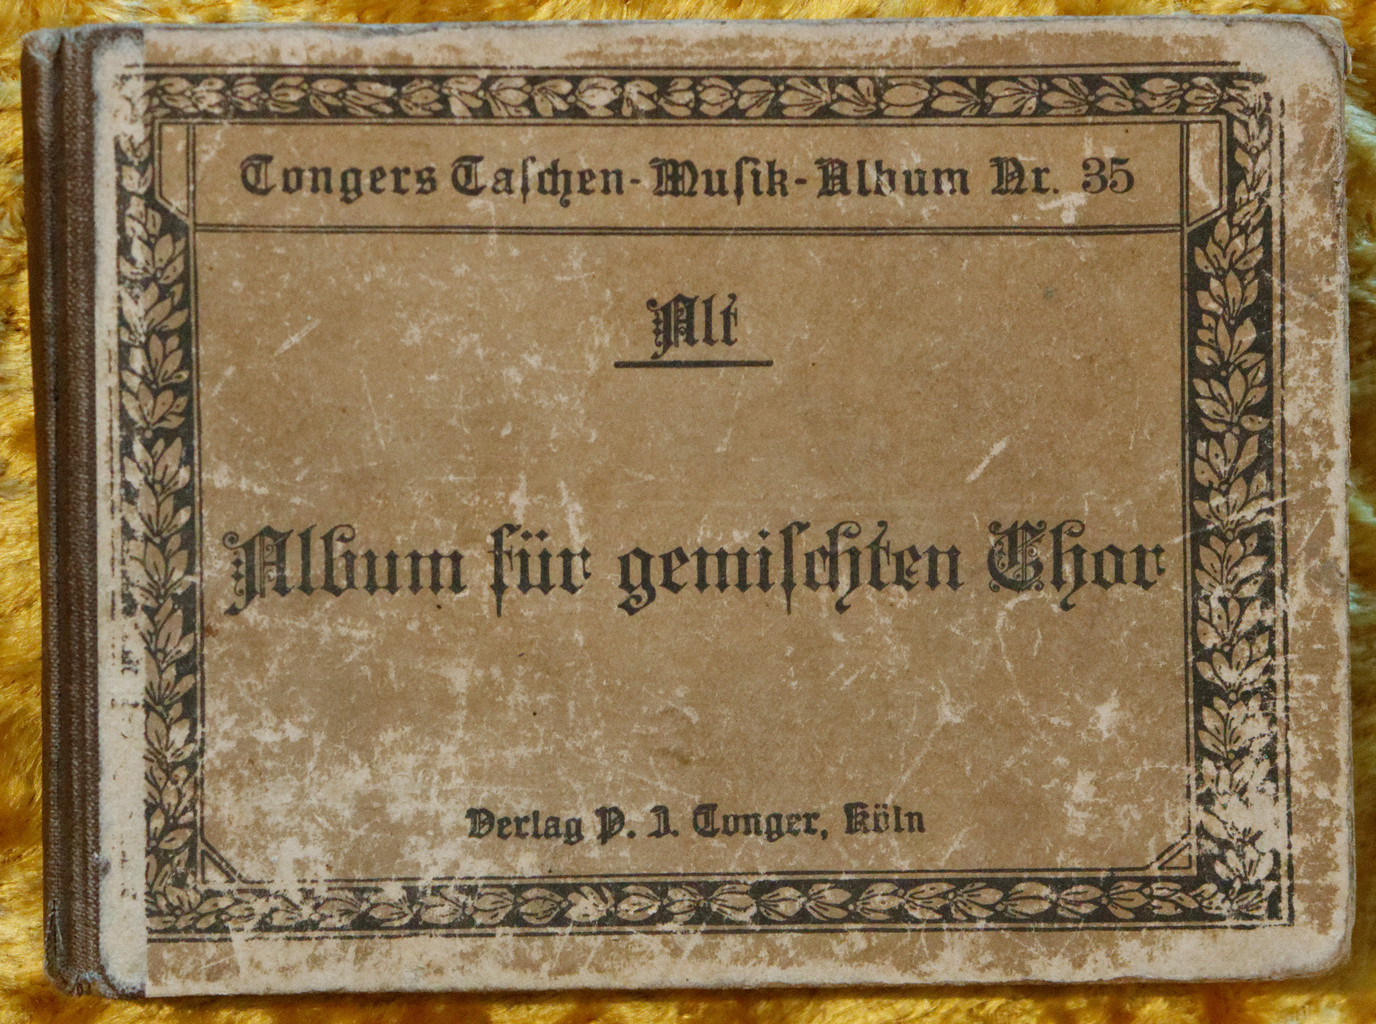 Tongers Taschen-Musik-Album Nr. 35
Alt
Album für gemischten Chor
Verlag P. J. Tonger, Köln